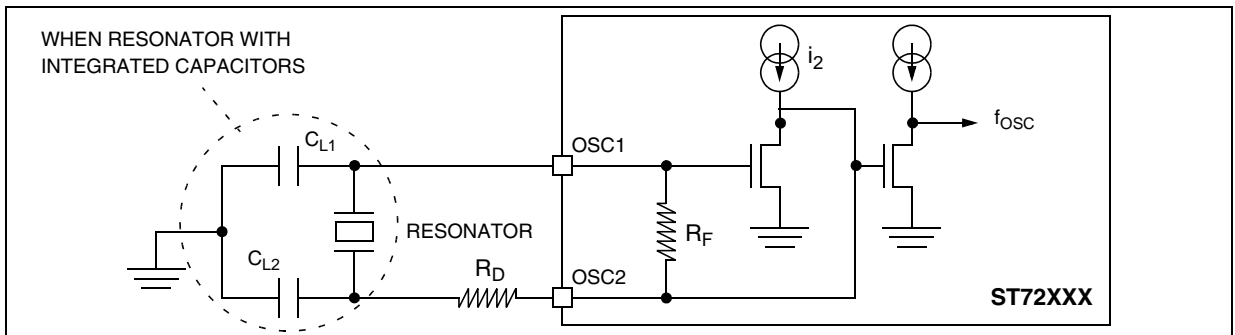 WHEN RESONATOR WITH
INTEGRATED CAPACITORS
i2
fOSC
CL1
OSC1
RESONATOR
RF
CL2
RD
OSC2
ST72XXX